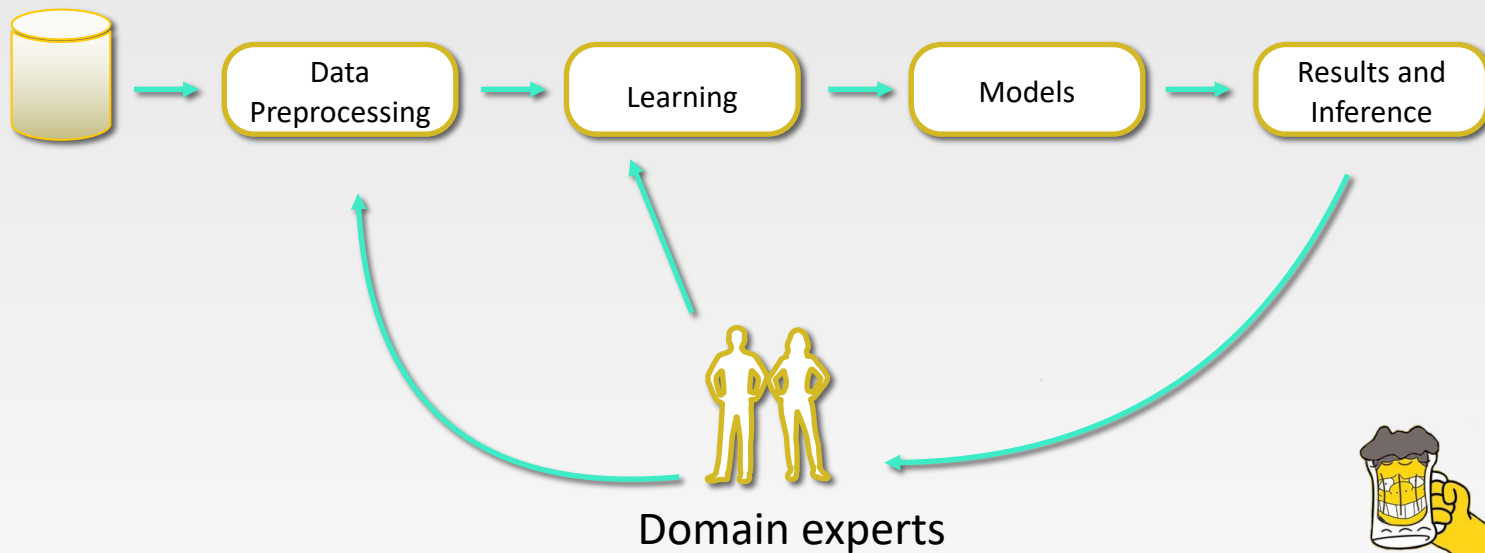 Data
Preprocessing
Learning
Models
Results and
Inference
Domain experts